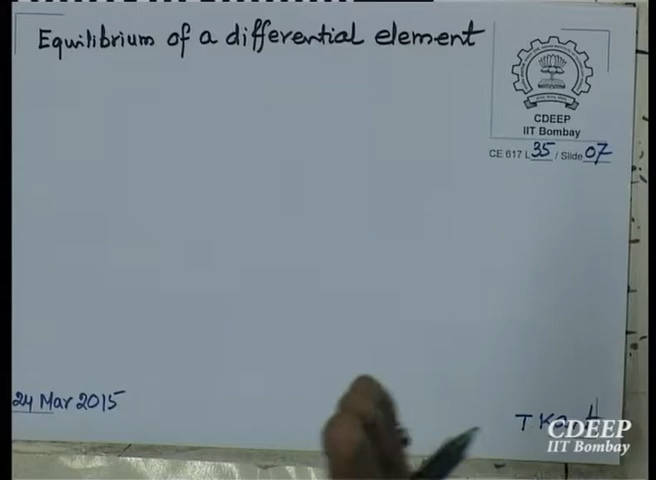 Equilibrium of a differential element
CDEEP
IIT Bombay
CE 617 L 35 / Slide 07
24 Mar 2015
CDEEP
IIT Bombay